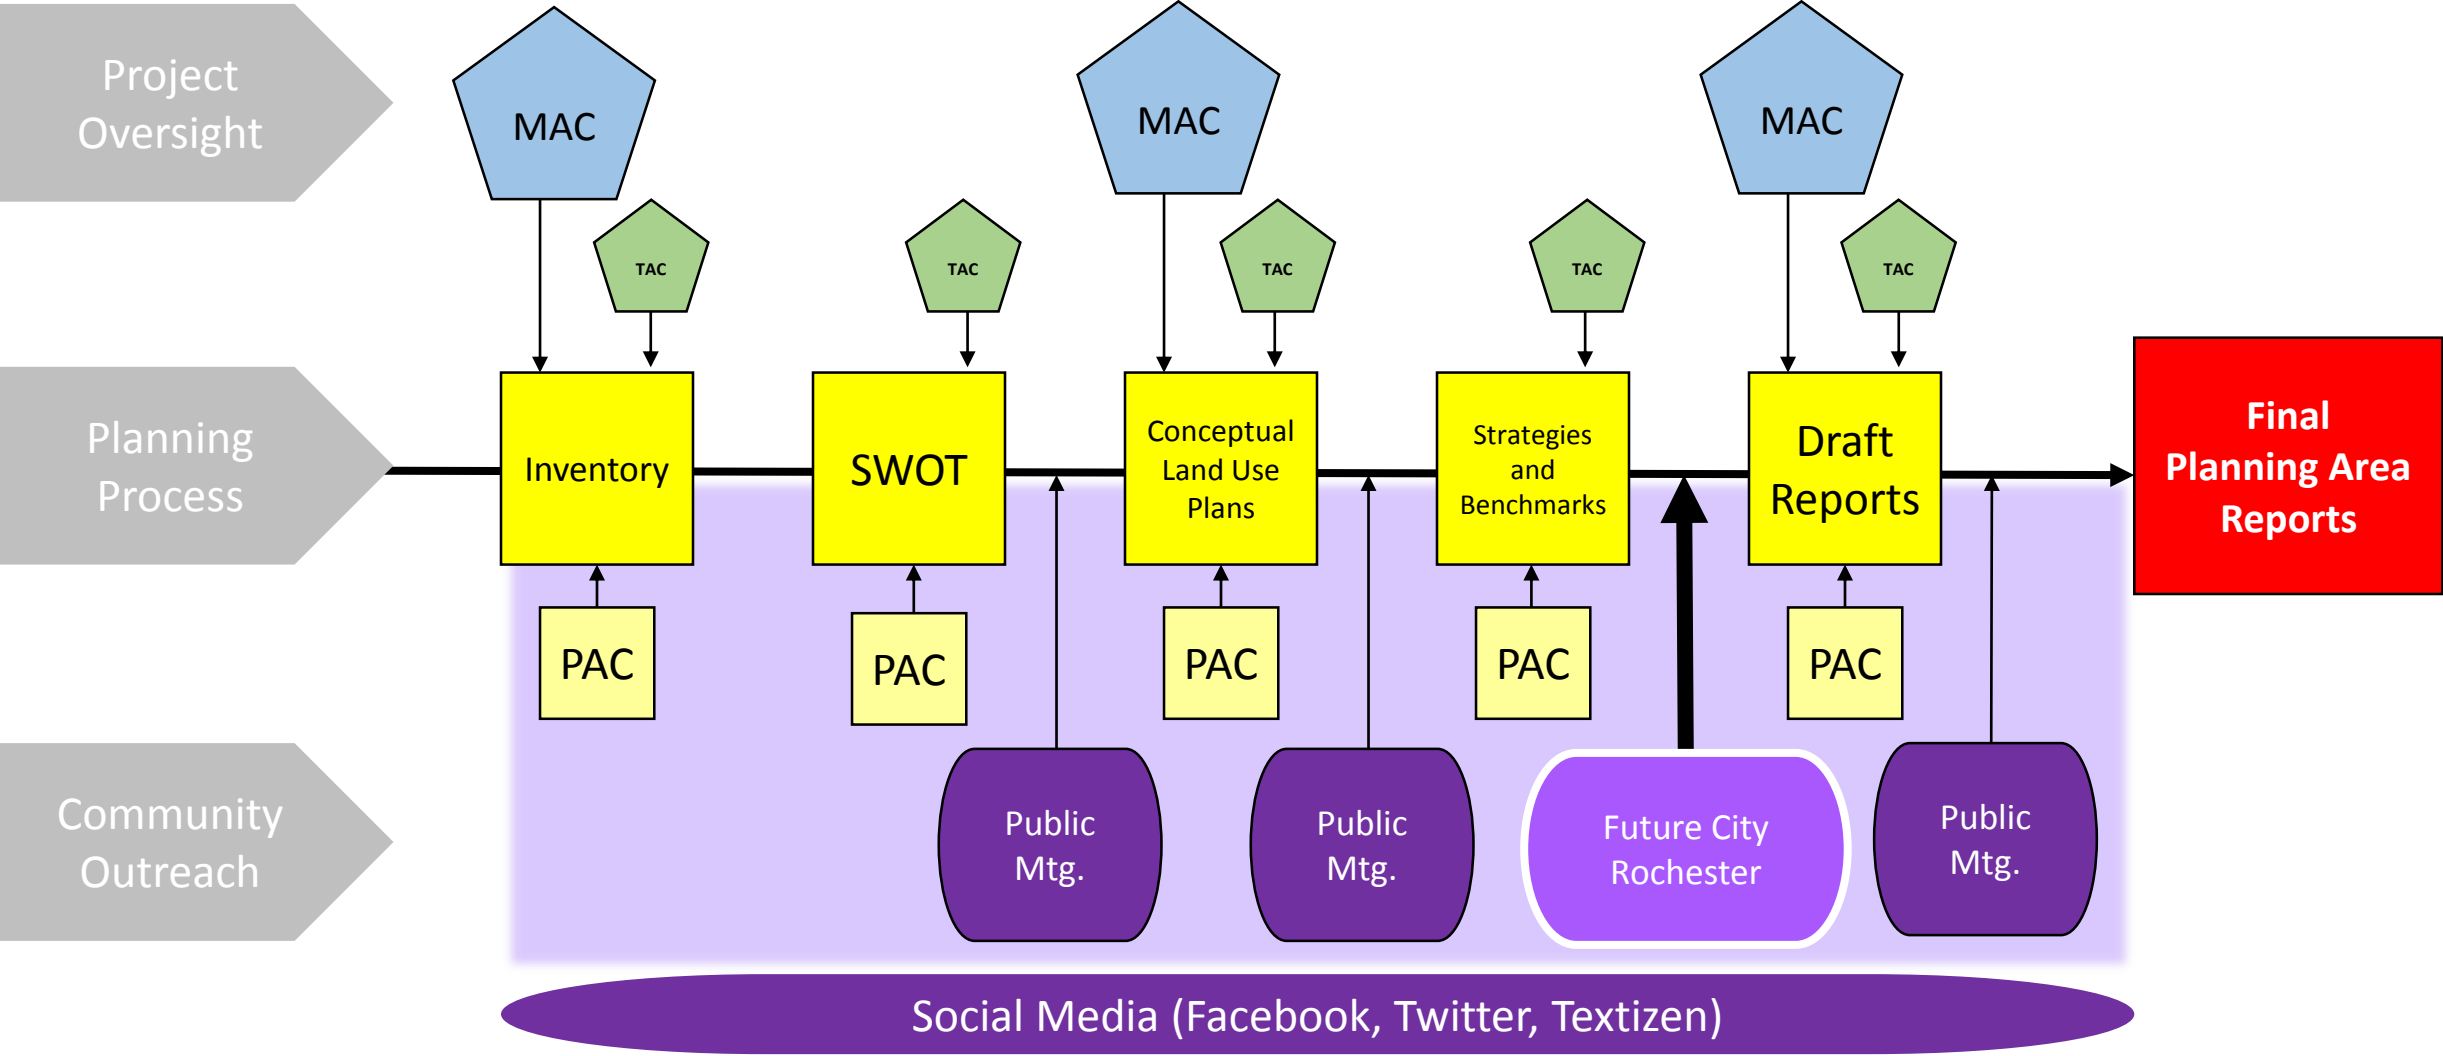 Project
Oversight
MAC
MAC
MAC
TAC
TAC
TAC
TAC
TAC
Planning
Process
Inventory
SWOT
Conceptual
Land Use
Plans
Strategies
and
Benchmarks
Draft
Reports
Final
Planning Area
Reports
PAC
PAC
PAC
PAC
PAC
Community
Outreach
Public
Mtg.
Public
Mtg.
Future City
Rochester
Public
Mtg.
Social Media (Facebook, Twitter, Textizen)